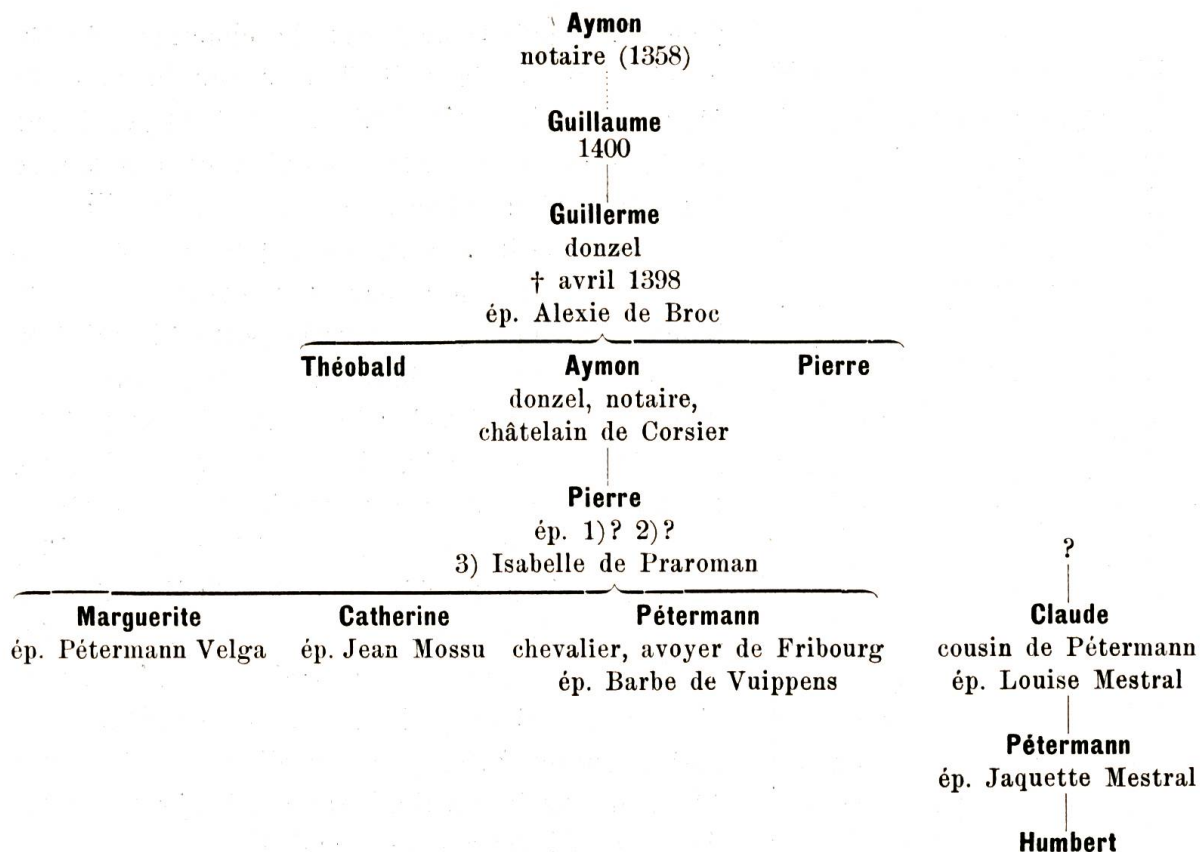 Aymon
notaire (1358)
Guillaume
1400
Guillerme
donzel
† avril 1398
ép. Alexie de Broc
Théobald Aymon Pierre
donzel, notaire,
châtelain de Corsier
Pierre
ép. 1)? 2)?
3) Isabelle de Praroman
?
Marguerite Catherine Pétermann Claude
ép. Pétermann Velga ép. Jean Mossu chevalier, avoyer de Fribourg cousin de Pétermann
ép. Barbe de Vuippens ép. Louise Mestral
Pétermann
ép. Jaquette Mestral
Humbert